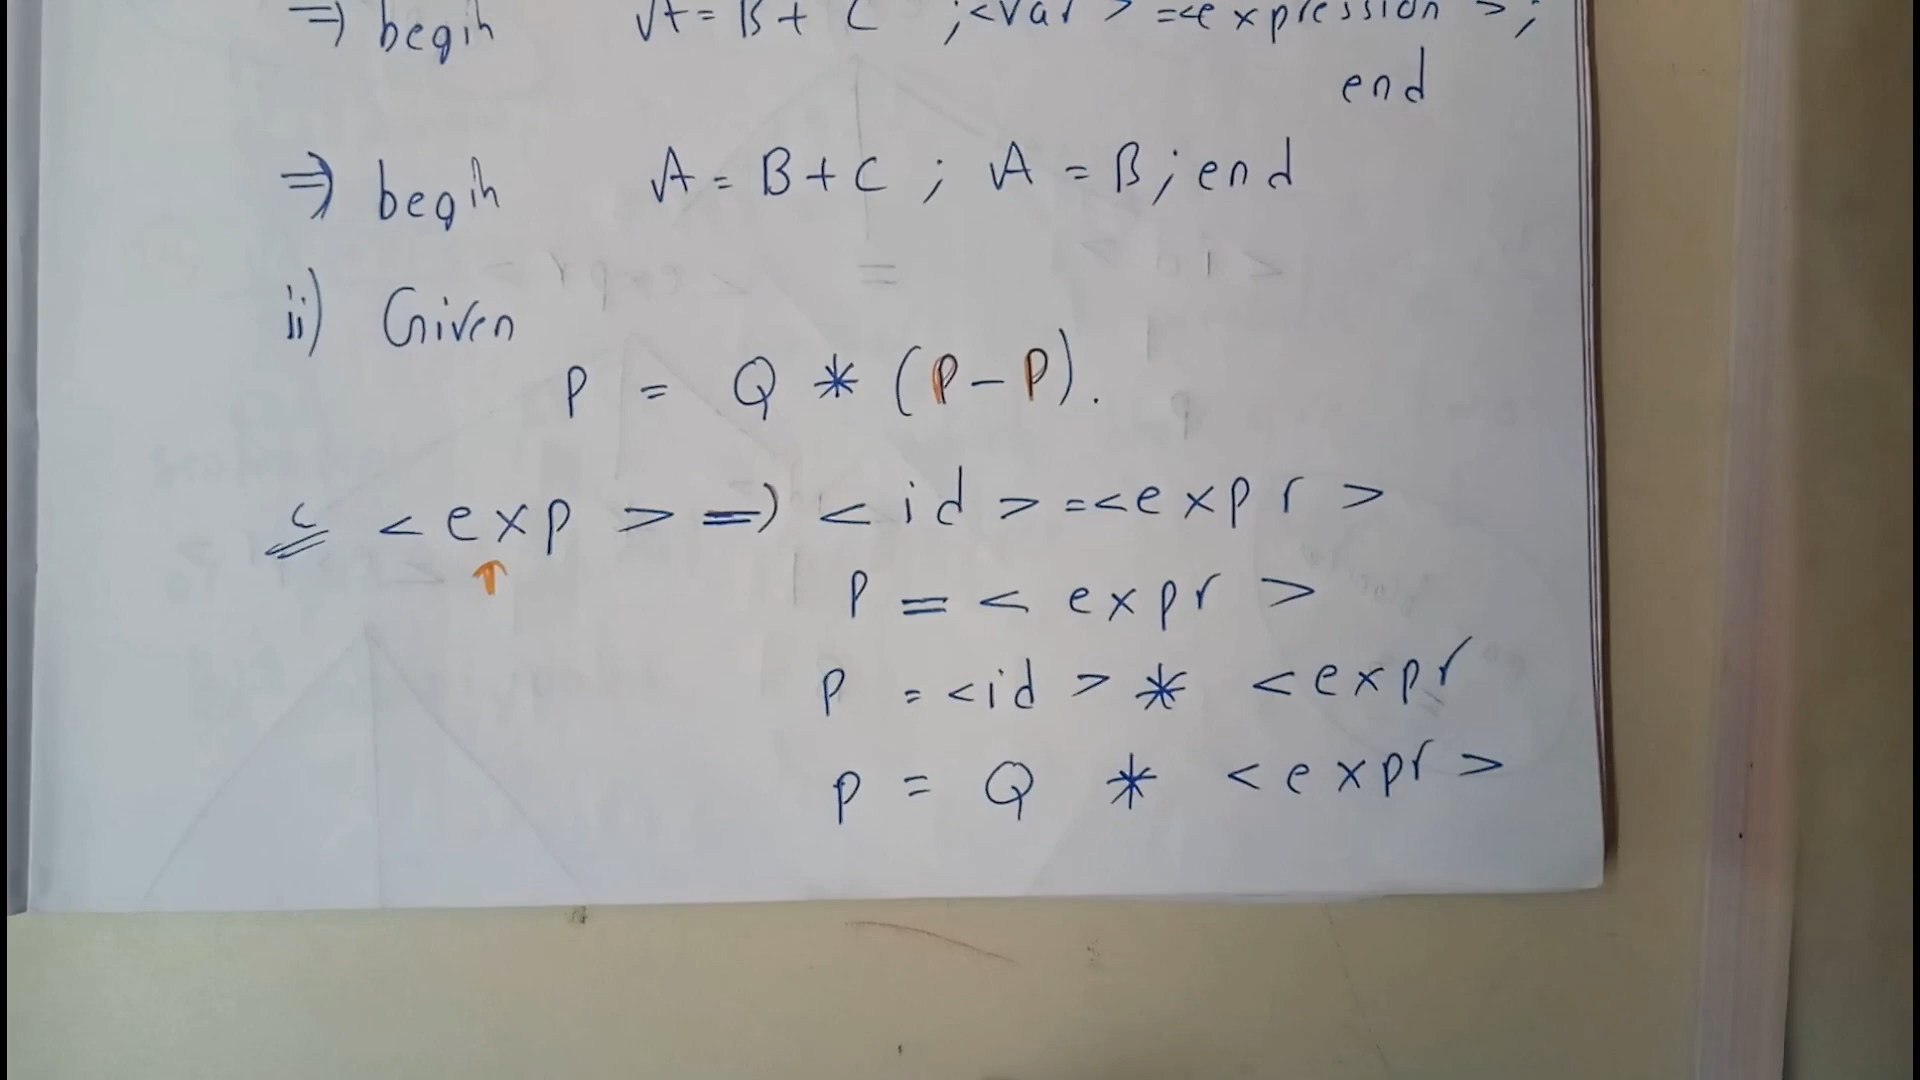 ⇒ begin A = B + C ; <var> = <expression> ;
end
⇒ begin A = B + C ; A = B ; end
ii) Given
P = Q * (P - P).
<exp> ⇒ <id> = <expr>
P = <expr>
P = <id> * <expr
P = Q * <expr>